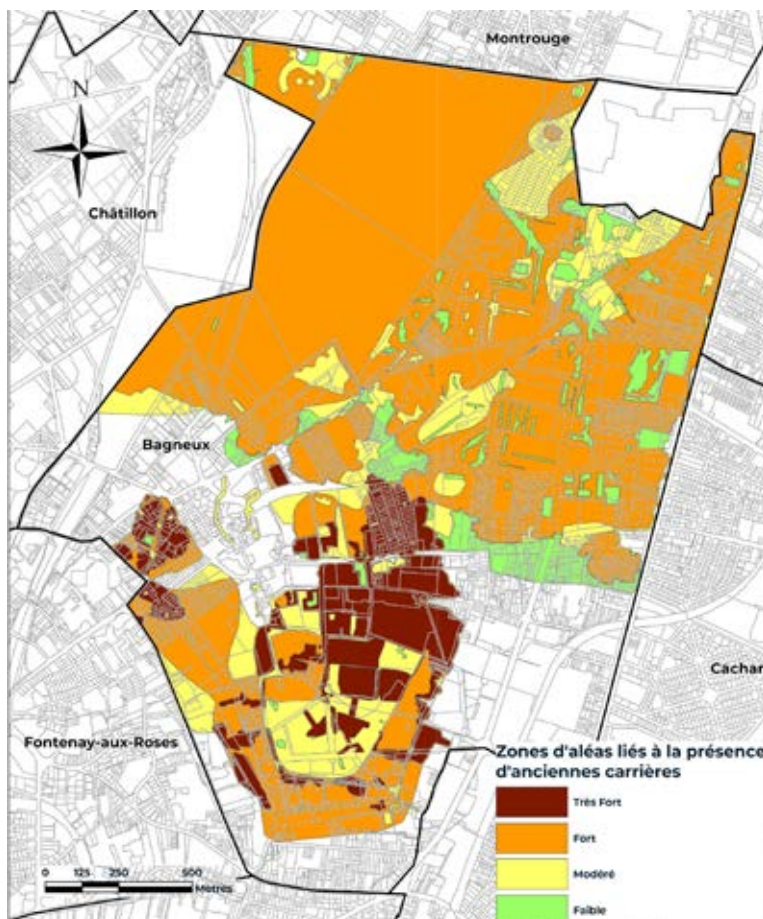 Montrouge
N
Châtillon
Bagneux
Cachan
Fontenay-aux-Roses
Zones d'aléas liés à la présence
d'anciennes carrières
Très Fort
Fort
Modéré
Faible
0 125 250 500
Mètres